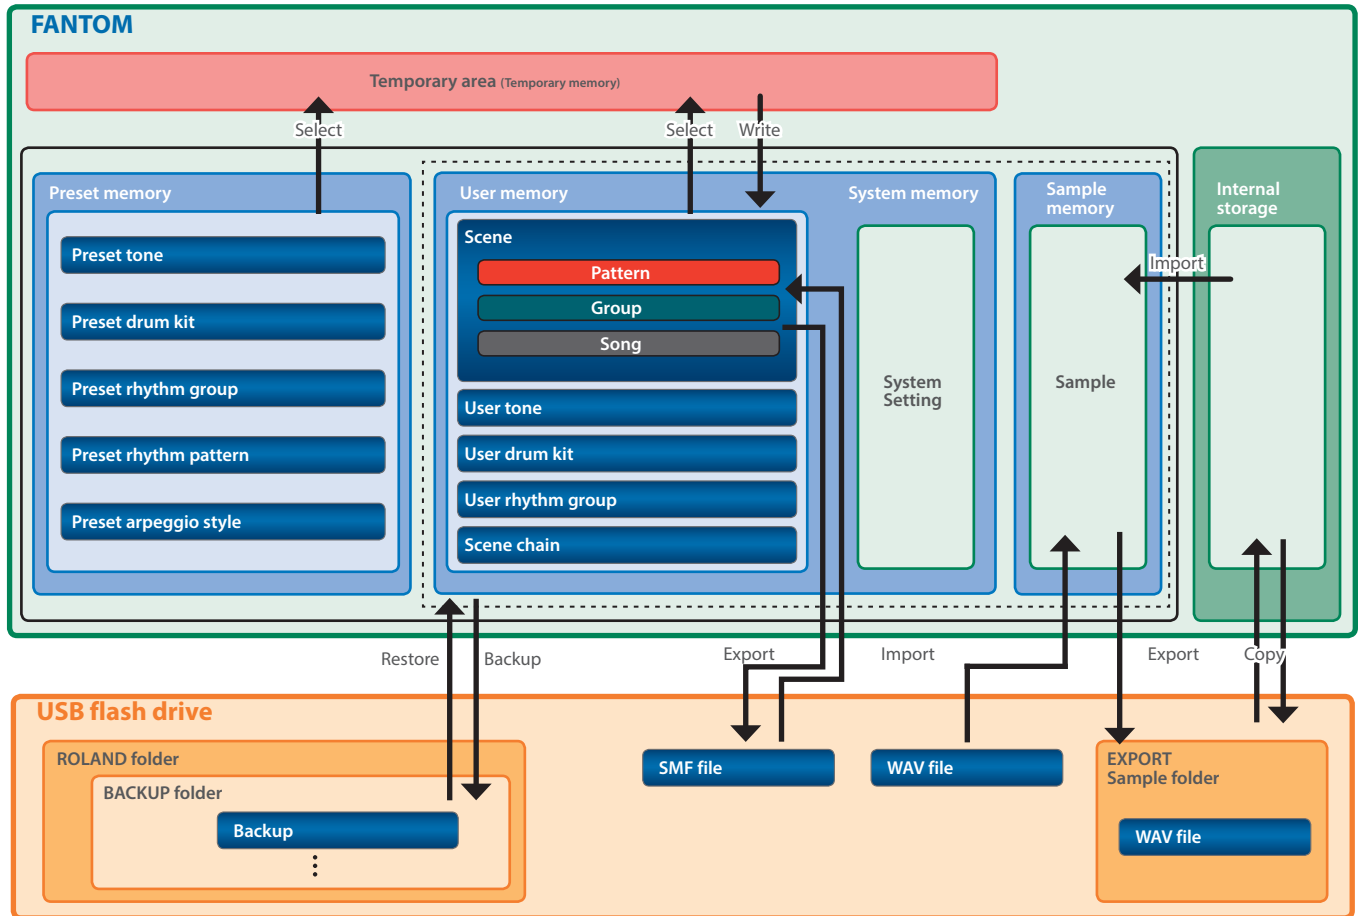 FANTOM
Temporary area (Temporary memory)
Select
Select
Write
Preset memory
Preset tone
Preset drum kit
Preset rhythm group
Preset rhythm pattern
Preset arpeggio style
User memory
Scene
Pattern
Group
Song
User tone
User drum kit
User rhythm group
Scene chain
System memory
System
Setting
Sample
memory
Sample
Internal
storage
Import
Restore
Backup
Export
Import
Export
Copy
USB flash drive
ROLAND folder
BACKUP folder
Backup
SMF file
WAV file
EXPORT
Sample folder
WAV file